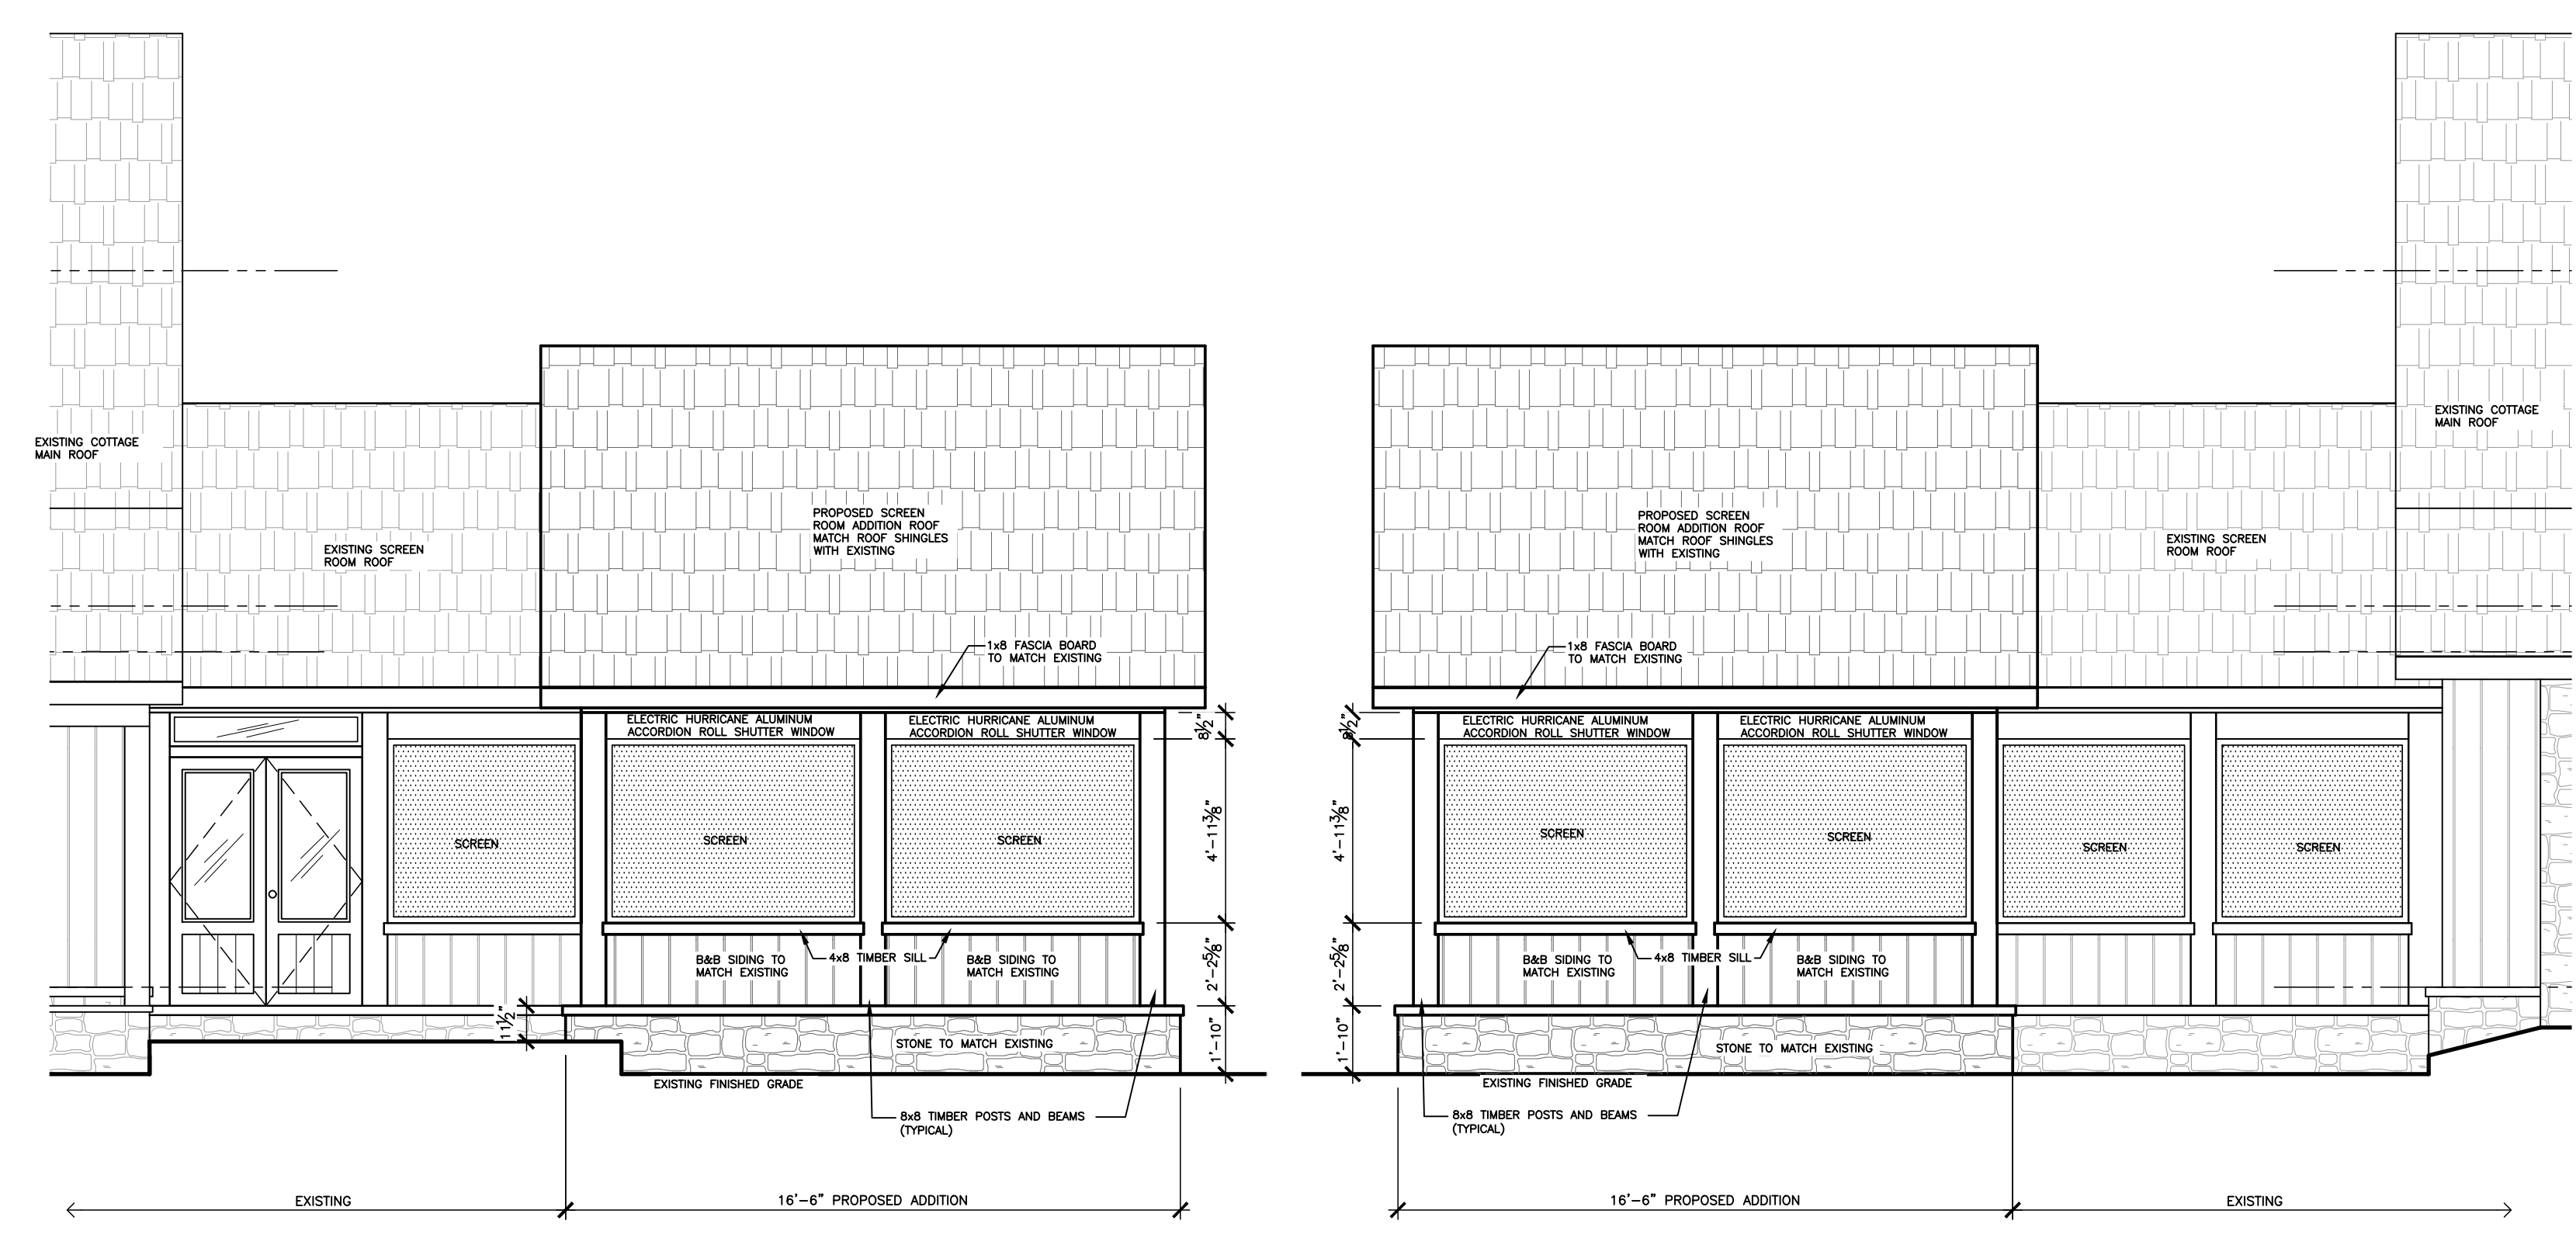 EXISTING COTTAGE
MAIN ROOF
EXISTING SCREEN
ROOM ROOF
PROPOSED SCREEN
ROOM ADDITION ROOF
MATCH ROOF SHINGLES
WITH EXISTING
1x8 FASCIA BOARD
TO MATCH EXISTING
ELECTRIC HURRICANE ALUMINUM
ACCORDION ROLL SHUTTER WINDOW
ELECTRIC HURRICANE ALUMINUM
ACCORDION ROLL SHUTTER WINDOW
8½"
SCREEN
SCREEN
SCREEN
4'-11⅜"
B&B SIDING TO
MATCH EXISTING
4x8 TIMBER SILL
B&B SIDING TO
MATCH EXISTING
2'-2⅝"
11½"
STONE TO MATCH EXISTING
1'-10"
EXISTING FINISHED GRADE
8x8 TIMBER POSTS AND BEAMS
(TYPICAL)
EXISTING
16'-6" PROPOSED ADDITION
PROPOSED SCREEN
ROOM ADDITION ROOF
MATCH ROOF SHINGLES
WITH EXISTING
EXISTING SCREEN
ROOM ROOF
EXISTING COTTAGE
MAIN ROOF
1x8 FASCIA BOARD
TO MATCH EXISTING
8½"
ELECTRIC HURRICANE ALUMINUM
ACCORDION ROLL SHUTTER WINDOW
ELECTRIC HURRICANE ALUMINUM
ACCORDION ROLL SHUTTER WINDOW
4'-11⅜"
SCREEN
SCREEN
SCREEN
SCREEN
2'-2⅝"
B&B SIDING TO
MATCH EXISTING
4x8 TIMBER SILL
B&B SIDING TO
MATCH EXISTING
1'-10"
STONE TO MATCH EXISTING
EXISTING FINISHED GRADE
8x8 TIMBER POSTS AND BEAMS
(TYPICAL)
16'-6" PROPOSED ADDITION
EXISTING